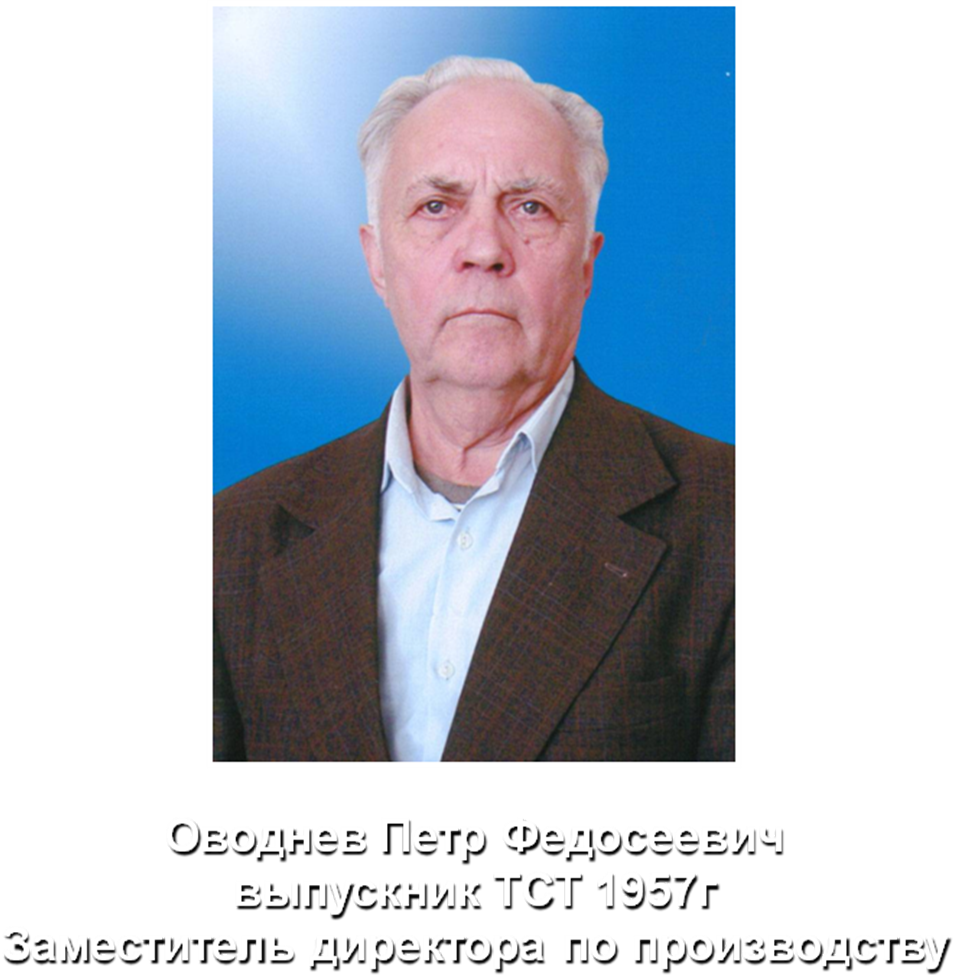 Оводнев Петр Федосеевич
выпускник ТСТ 1957г
Заместитель директора по производству